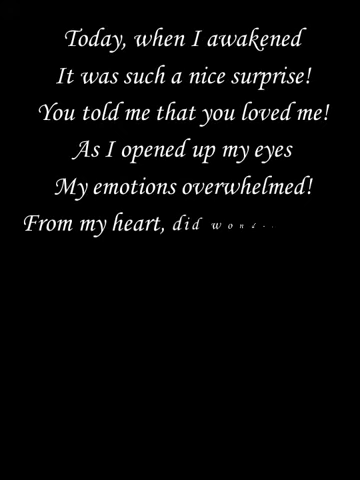 Today, when I awakened
It was such a nice surprise!
You told me that you loved me!
As I opened up my eyes
My emotions overwhelmed!
From my heart, did